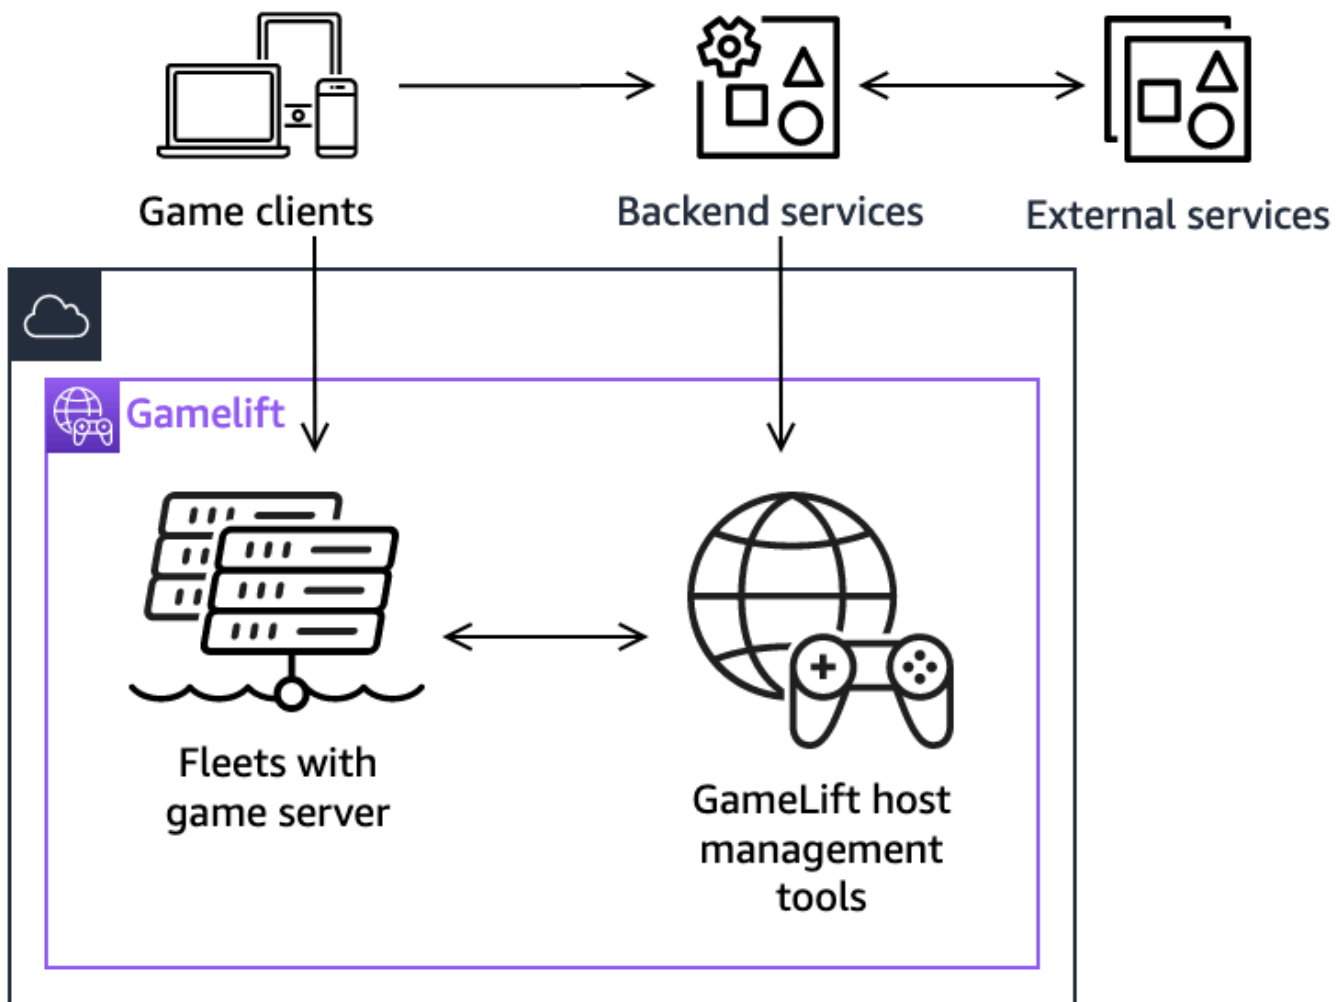 Game clients
Backend services
External services
Gamelift
Fleets with
game server
GameLift host
management
tools